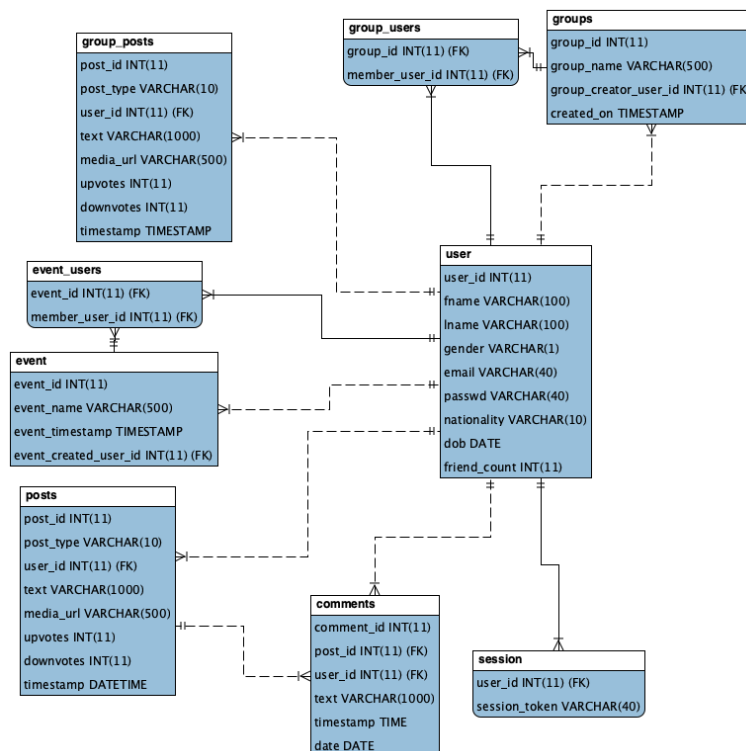 group_posts
post_id INT(11)
post_type VARCHAR(10)
user_id INT(11) (FK)
text VARCHAR(1000)
media_url VARCHAR(500)
upvotes INT(11)
downvotes INT(11)
timestamp TIMESTAMP
group_users
group_id INT(11) (FK)
member_user_id INT(11) (FK)
groups
group_id INT(11)
group_name VARCHAR(500)
group_creator_user_id INT(11) (FK
created_on TIMESTAMP
event_users
event_id INT(11) (FK)
member_user_id INT(11) (FK)
user
user_id INT(11)
fname VARCHAR(100)
lname VARCHAR(100)
gender VARCHAR(1)
email VARCHAR(40)
passwd VARCHAR(40)
nationality VARCHAR(10)
dob DATE
friend_count INT(11)
event
event_id INT(11)
event_name VARCHAR(500)
event_timestamp TIMESTAMP
event_created_user_id INT(11) (FK)
posts
post_id INT(11)
post_type VARCHAR(10)
user_id INT(11) (FK)
text VARCHAR(1000)
media_url VARCHAR(500)
upvotes INT(11)
downvotes INT(11)
timestamp DATETIME
comments
comment_id INT(11)
post_id INT(11) (FK)
user_id INT(11) (FK)
text VARCHAR(1000)
timestamp TIME
date DATE
session
user_id INT(11) (FK)
session_token VARCHAR(40)